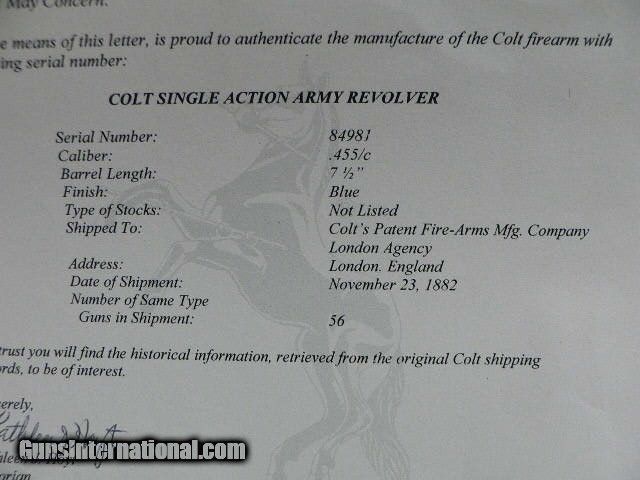 May Concern:
means of this letter, is proud to authenticate the manufacture of the Colt firearm with
ing serial number:
COLT SINGLE ACTION ARMY REVOLVER
Serial Number: 84981
Caliber: .455/c
Barrel Length: 7 ½"
Finish: Blue
Type of Stocks: Not Listed
Shipped To: Colt's Patent Fire-Arms Mfg. Company
London Agency
Address: London. England
Date of Shipment: November 23, 1882
Number of Same Type
Guns in Shipment: 56
trust you will find the historical information, retrieved from the original Colt shipping
rds, to be of interest.
erely,
GunsInternational.com
orian